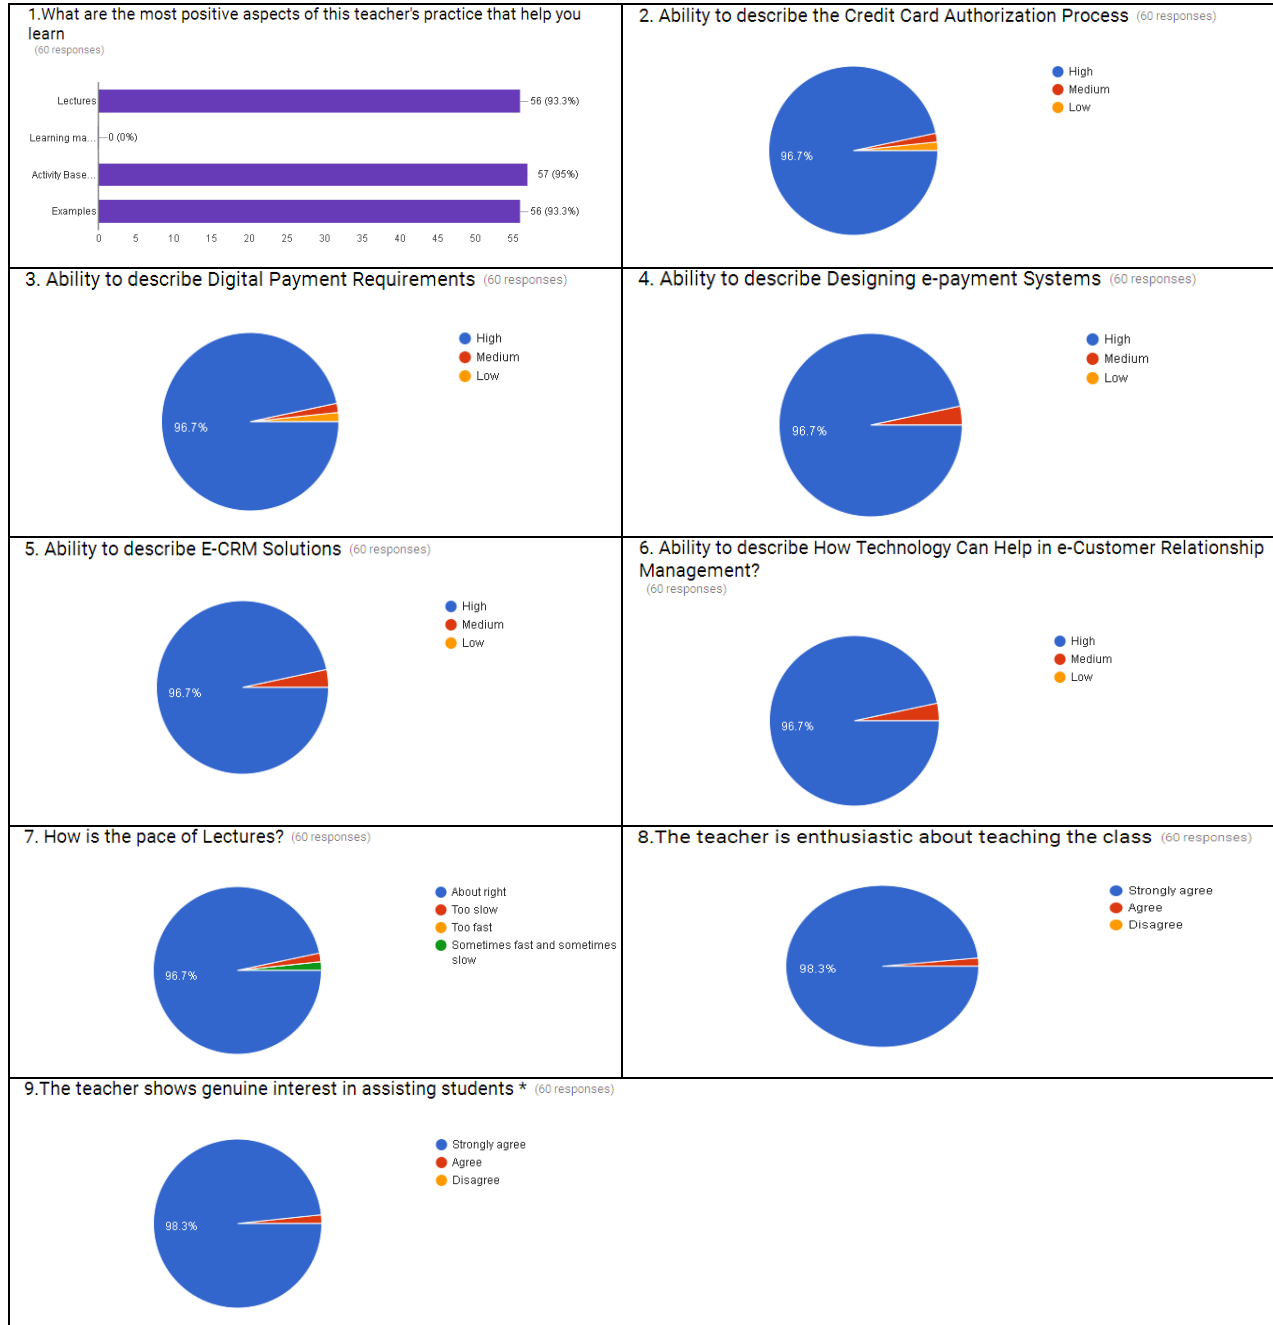 1.What are the most positive aspects of this teacher's practice that help you
learn
(60 responses)
Lectures
56 (93.3%)
Learning ma...
0 (0%)
Activity Base...
57 (95%)
Examples
56 (93.3%)
0 5 10 15 20 25 30 35 40 45 50 55
2. Ability to describe the Credit Card Authorization Process (60 responses)
High
Medium
Low
96.7%
3. Ability to describe Digital Payment Requirements (60 responses)
High
Medium
Low
96.7%
4. Ability to describe Designing e-payment Systems (60 responses)
High
Medium
Low
96.7%
5. Ability to describe E-CRM Solutions (60 responses)
High
Medium
Low
96.7%
6. Ability to describe How Technology Can Help in e-Customer Relationship
Management?
(60 responses)
High
Medium
Low
96.7%
7. How is the pace of Lectures? (60 responses)
About right
Too slow
Too fast
Sometimes fast and sometimes
slow
96.7%
8.The teacher is enthusiastic about teaching the class (60 responses)
Strongly agree
Agree
Disagree
98.3%
9.The teacher shows genuine interest in assisting students * (60 responses)
Strongly agree
Agree
Disagree
98.3%